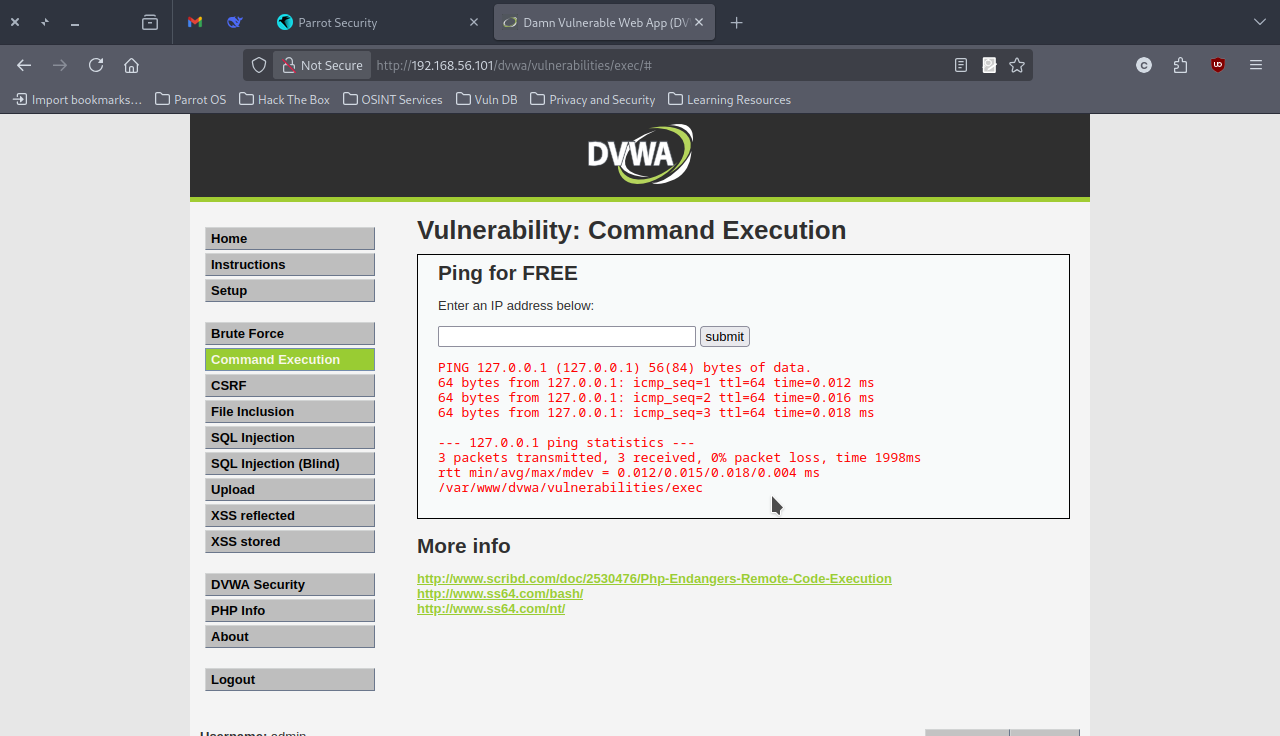 Parrot Security
Damn Vulnerable Web App (DV
Not Secure
http://192.168.56.101/dvwa/vulnerabilities/exec/#
C
UD
Import bookmarks…
Parrot OS
Hack The Box
OSINT Services
Vuln DB
Privacy and Security
Learning Resources
DVWA
Home
Instructions
Setup
Brute Force
Command Execution
CSRF
File Inclusion
SQL Injection
SQL Injection (Blind)
Upload
XSS reflected
XSS stored
DVWA Security
PHP Info
About
Logout
Vulnerability: Command Execution
Ping for FREE
Enter an IP address below:
submit
PING 127.0.0.1 (127.0.0.1) 56(84) bytes of data.
64 bytes from 127.0.0.1: icmp_seq=1 ttl=64 time=0.012 ms
64 bytes from 127.0.0.1: icmp_seq=2 ttl=64 time=0.016 ms
64 bytes from 127.0.0.1: icmp_seq=3 ttl=64 time=0.018 ms
--- 127.0.0.1 ping statistics ---
3 packets transmitted, 3 received, 0% packet loss, time 1998ms
rtt min/avg/max/mdev = 0.012/0.015/0.018/0.004 ms
/var/www/dvwa/vulnerabilities/exec
More info
http://www.scribd.com/doc/2530476/Php-Endangers-Remote-Code-Execution
http://www.ss64.com/bash/
http://www.ss64.com/nt/
Username: admin